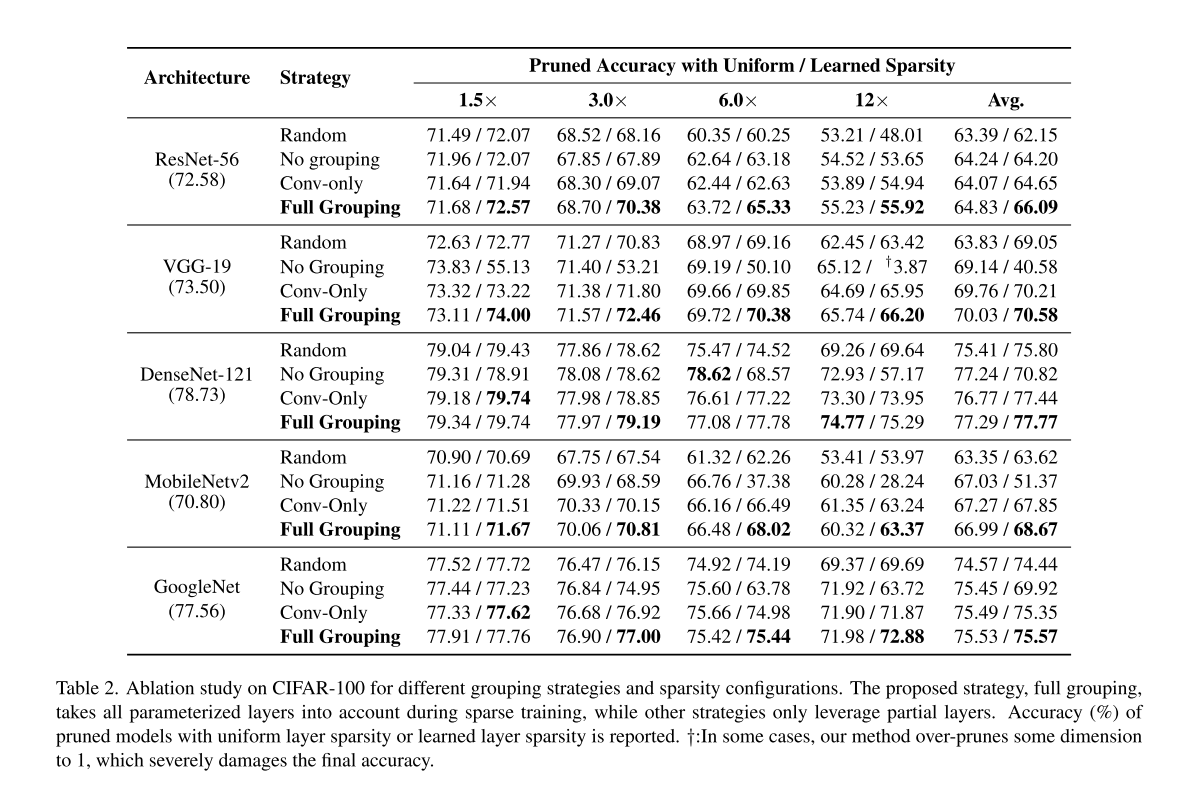 Architecture Strategy Pruned Accuracy with Uniform / Learned Sparsity
1.5× 3.0× 6.0× 12× Avg.
Random 71.49 / 72.07 68.52 / 68.16 60.35 / 60.25 53.21 / 48.01 63.39 / 62.15
ResNet-56 No grouping 71.96 / 72.07 67.85 / 67.89 62.64 / 63.18 54.52 / 53.65 64.24 / 64.20
(72.58) Conv-only 71.64 / 71.94 68.30 / 69.07 62.44 / 62.63 53.89 / 54.94 64.07 / 64.65
Full Grouping 71.68 / 72.57 68.70 / 70.38 63.72 / 65.33 55.23 / 55.92 64.83 / 66.09
Random 72.63 / 72.77 71.27 / 70.83 68.97 / 69.16 62.45 / 63.42 63.83 / 69.05
VGG-19 No Grouping 73.83 / 55.13 71.40 / 53.21 69.19 / 50.10 65.12 / †3.87 69.14 / 40.58
(73.50) Conv-Only 73.32 / 73.22 71.38 / 71.80 69.66 / 69.85 64.69 / 65.95 69.76 / 70.21
Full Grouping 73.11 / 74.00 71.57 / 72.46 69.72 / 70.38 65.74 / 66.20 70.03 / 70.58
Random 79.04 / 79.43 77.86 / 78.62 75.47 / 74.52 69.26 / 69.64 75.41 / 75.80
DenseNet-121 No Grouping 79.31 / 78.91 78.08 / 78.62 78.62 / 68.57 72.93 / 57.17 77.24 / 70.82
(78.73) Conv-Only 79.18 / 79.74 77.98 / 78.85 76.61 / 77.22 73.30 / 73.95 76.77 / 77.44
Full Grouping 79.34 / 79.74 77.97 / 79.19 77.08 / 77.78 74.77 / 75.29 77.29 / 77.77
Random 70.90 / 70.69 67.75 / 67.54 61.32 / 62.26 53.41 / 53.97 63.35 / 63.62
MobileNetv2 No Grouping 71.16 / 71.28 69.93 / 68.59 66.76 / 37.38 60.28 / 28.24 67.03 / 51.37
(70.80) Conv-Only 71.22 / 71.51 70.33 / 70.15 66.16 / 66.49 61.35 / 63.24 67.27 / 67.85
Full Grouping 71.11 / 71.67 70.06 / 70.81 66.48 / 68.02 60.32 / 63.37 66.99 / 68.67
Random 77.52 / 77.72 76.47 / 76.15 74.92 / 74.19 69.37 / 69.69 74.57 / 74.44
GoogleNet No Grouping 77.44 / 77.23 76.84 / 74.95 75.60 / 63.78 71.92 / 63.72 75.45 / 69.92
(77.56) Conv-Only 77.33 / 77.62 76.68 / 76.92 75.66 / 74.98 71.90 / 71.87 75.49 / 75.35
Full Grouping 77.91 / 77.76 76.90 / 77.00 75.42 / 75.44 71.98 / 72.88 75.53 / 75.57
Table 2. Ablation study on CIFAR-100 for different grouping strategies and sparsity configurations. The proposed strategy, full grouping,
takes all parameterized layers into account during sparse training, while other strategies only leverage partial layers. Accuracy (%) of
pruned models with uniform layer sparsity or learned layer sparsity is reported. †:In some cases, our method over-prunes some dimension
to 1, which severely damages the final accuracy.